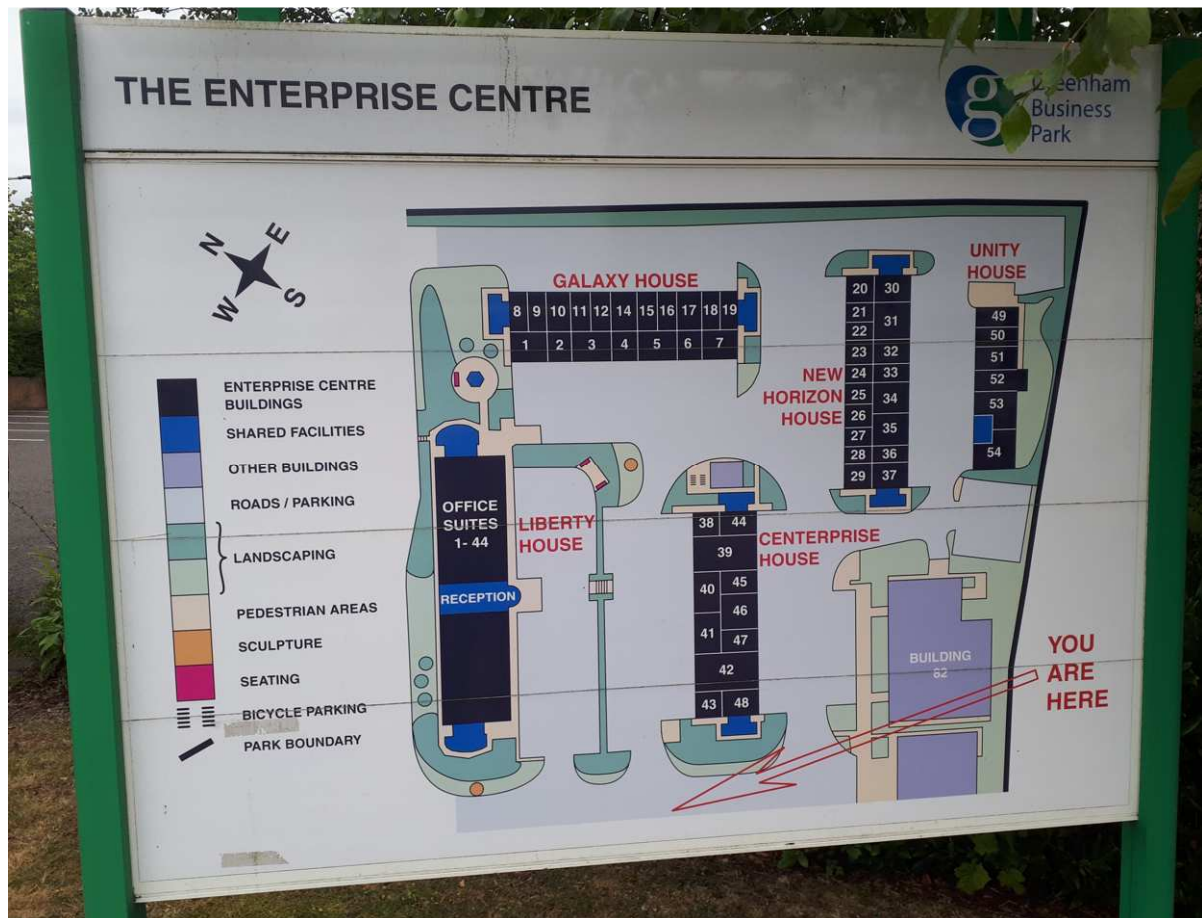 THE ENTERPRISE CENTRE
g
Greenham
Business
Park
N
E
W
S
ENTERPRISE CENTRE
BUILDINGS
SHARED FACILITIES
OTHER BUILDINGS
ROADS / PARKING
LANDSCAPING
PEDESTRIAN AREAS
SCULPTURE
SEATING
BICYCLE PARKING
PARK BOUNDARY
GALAXY HOUSE
8 9 10 11 12 14 15 16 17 18 19
1 2 3 4 5 6 7
OFFICE
SUITES
1- 44
RECEPTION
LIBERTY
HOUSE
NEW
HORIZON
HOUSE
20 30
21 31
22
23 32
24 33
25 34
26
27 35
28 36
29 37
UNITY
HOUSE
49
50
51
52
53
54
CENTERPRISE
HOUSE
38 44
39
40 45
46
41 47
42
43 48
BUILDING
82
YOU
ARE
HERE